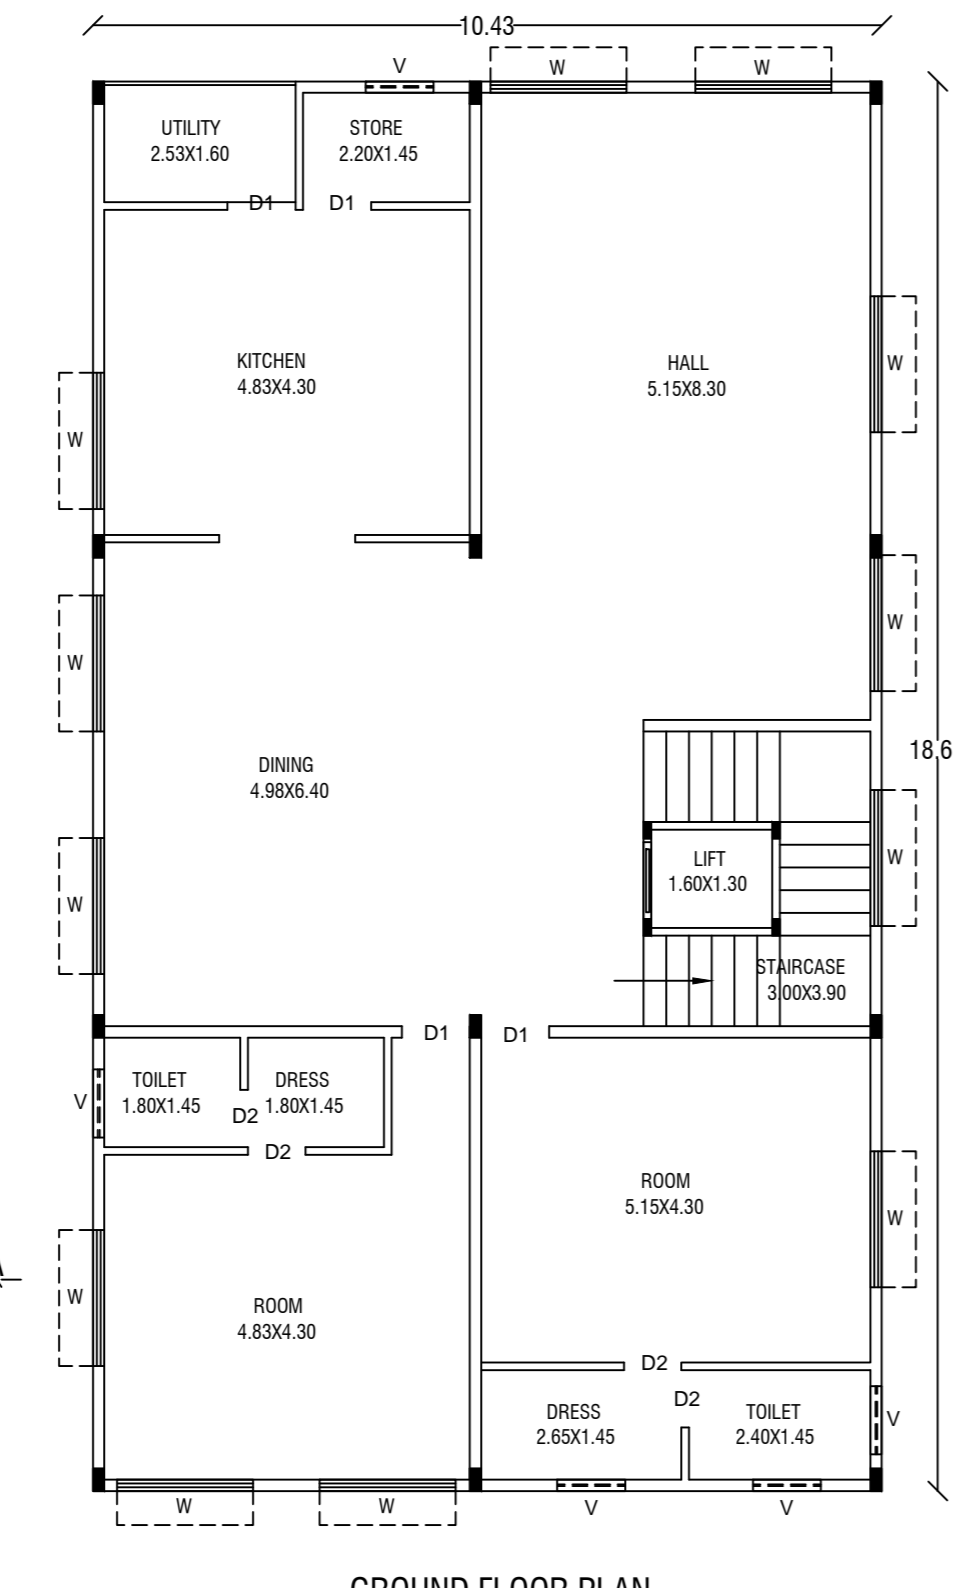 10.43
V
W
W
UTILITY
2.53X1.60
STORE
2.20X1.45
D1
D1
KITCHEN
4.83X4.30
HALL
5.15X8.30
W
W
W
W
18.6
DINING
4.98X6.40
LIFT
1.60X1.30
W
W
STAIRCASE
3.00X3.90
D1
D1
TOILET
1.80X1.45
DRESS
1.80X1.45
V
D2
D2
ROOM
5.15X4.30
W
W
ROOM
4.83X4.30
D2
D2
DRESS
2.65X1.45
TOILET
2.40X1.45
V
W
W
V
V
GROUND FLOOR PLAN